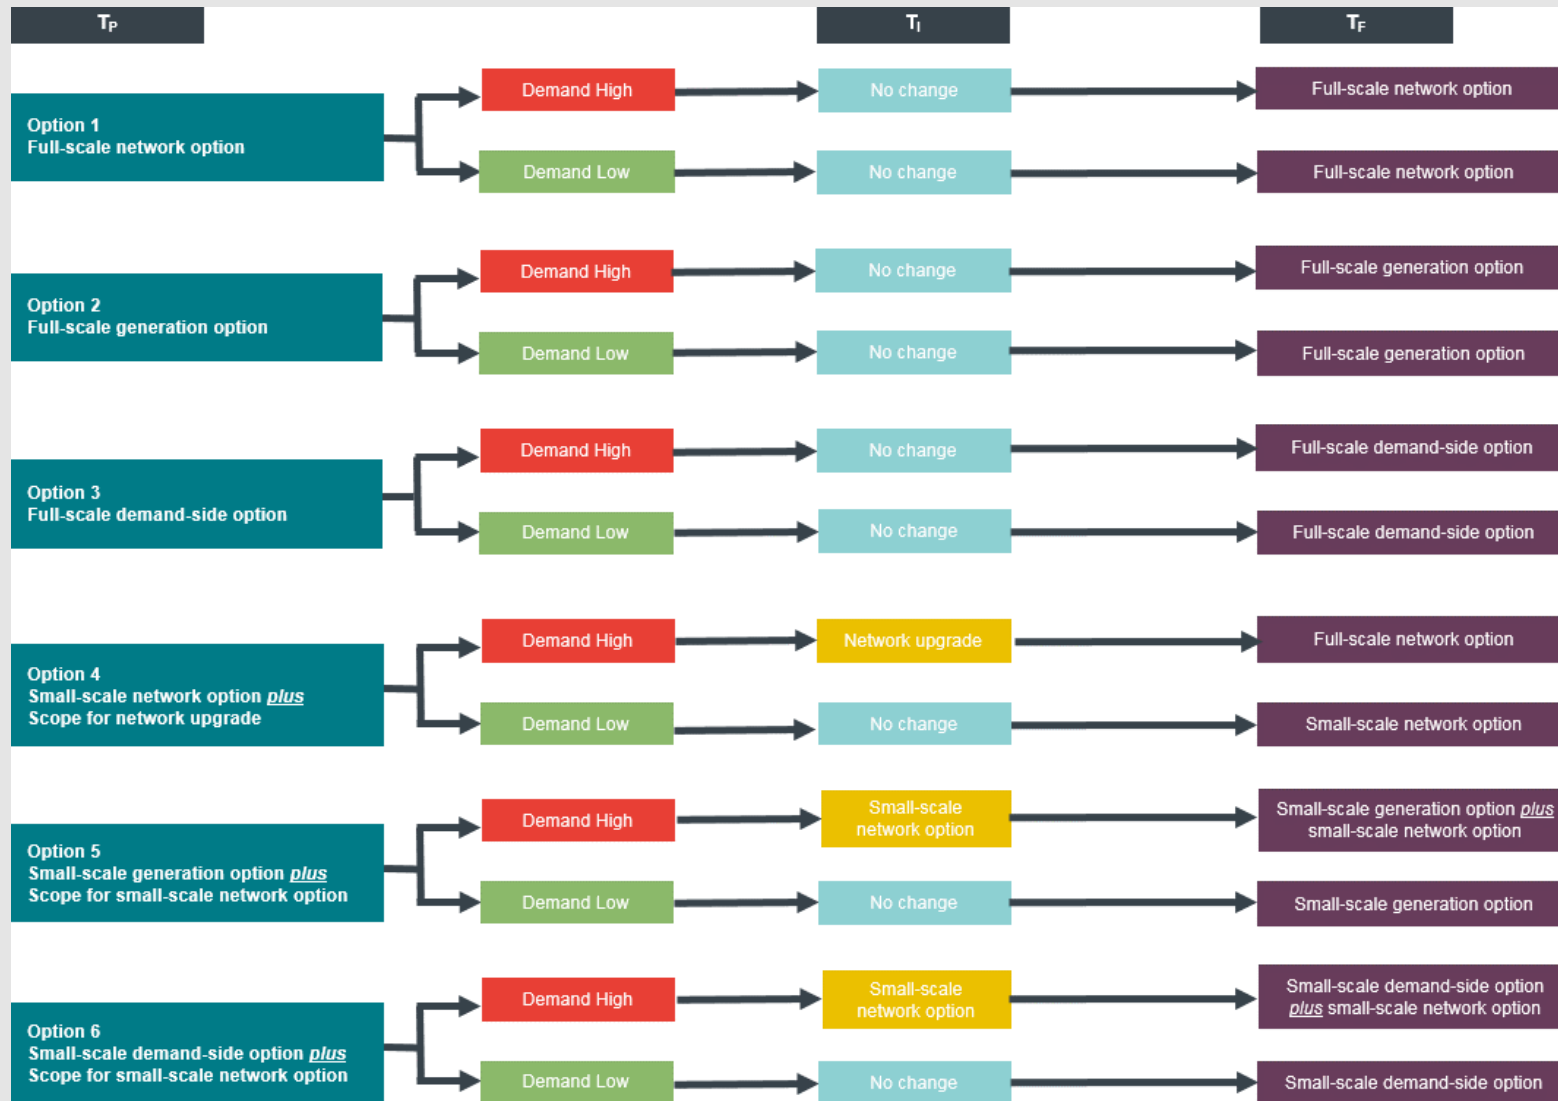 TP
TI
TF
Demand High
No change
Full-scale network option
Option 1
Full-scale network option
Demand Low
No change
Full-scale network option
Demand High
No change
Full-scale generation option
Option 2
Full-scale generation option
Demand Low
No change
Full-scale generation option
Demand High
No change
Full-scale demand-side option
Option 3
Full-scale demand-side option
Demand Low
No change
Full-scale demand-side option
Demand High
Network upgrade
Full-scale network option
Option 4
Small-scale network option plus
Scope for network upgrade
Demand Low
No change
Small-scale network option
Demand High
Small-scale
network option
Small-scale generation option plus
small-scale network option
Option 5
Small-scale generation option plus
Scope for small-scale network option
Demand Low
No change
Small-scale generation option
Demand High
Small-scale
network option
Small-scale demand-side option
plus small-scale network option
Option 6
Small-scale demand-side option plus
Scope for small-scale network option
Demand Low
No change
Small-scale demand-side option